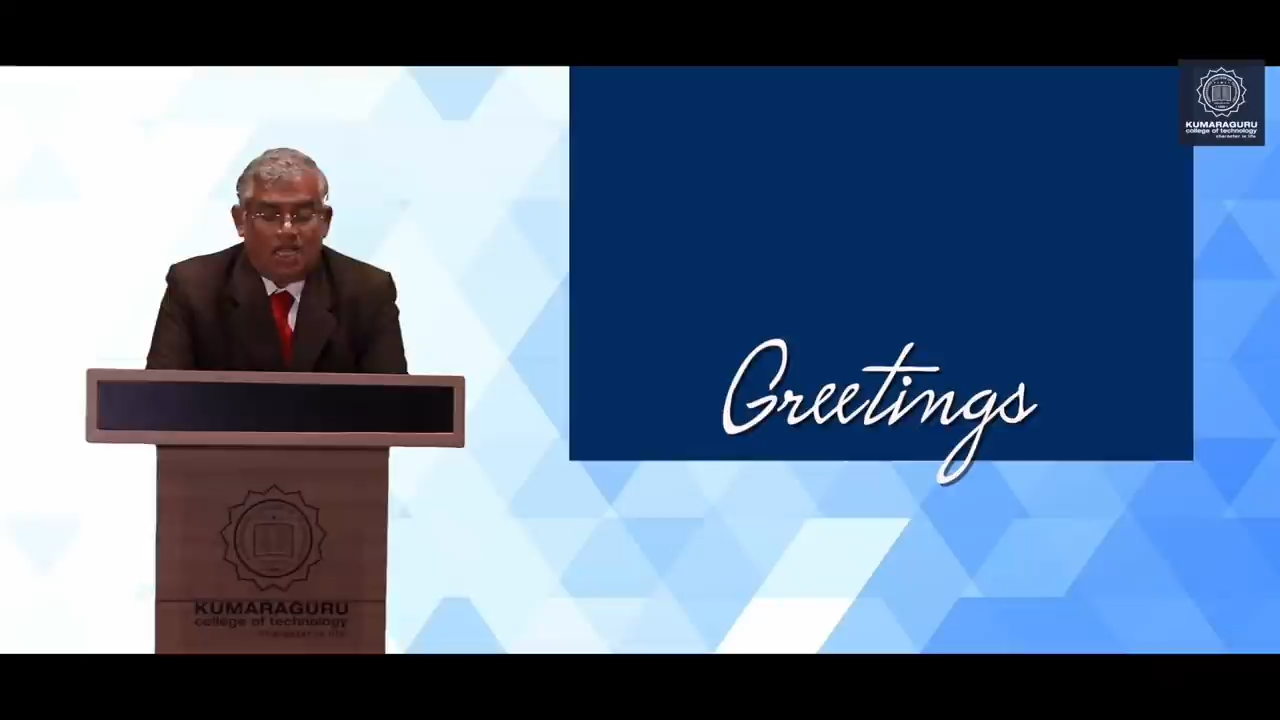 Greetings
KUMARAGURU
college of technology
character is life
KUMARAGURU
college of technology
character is life